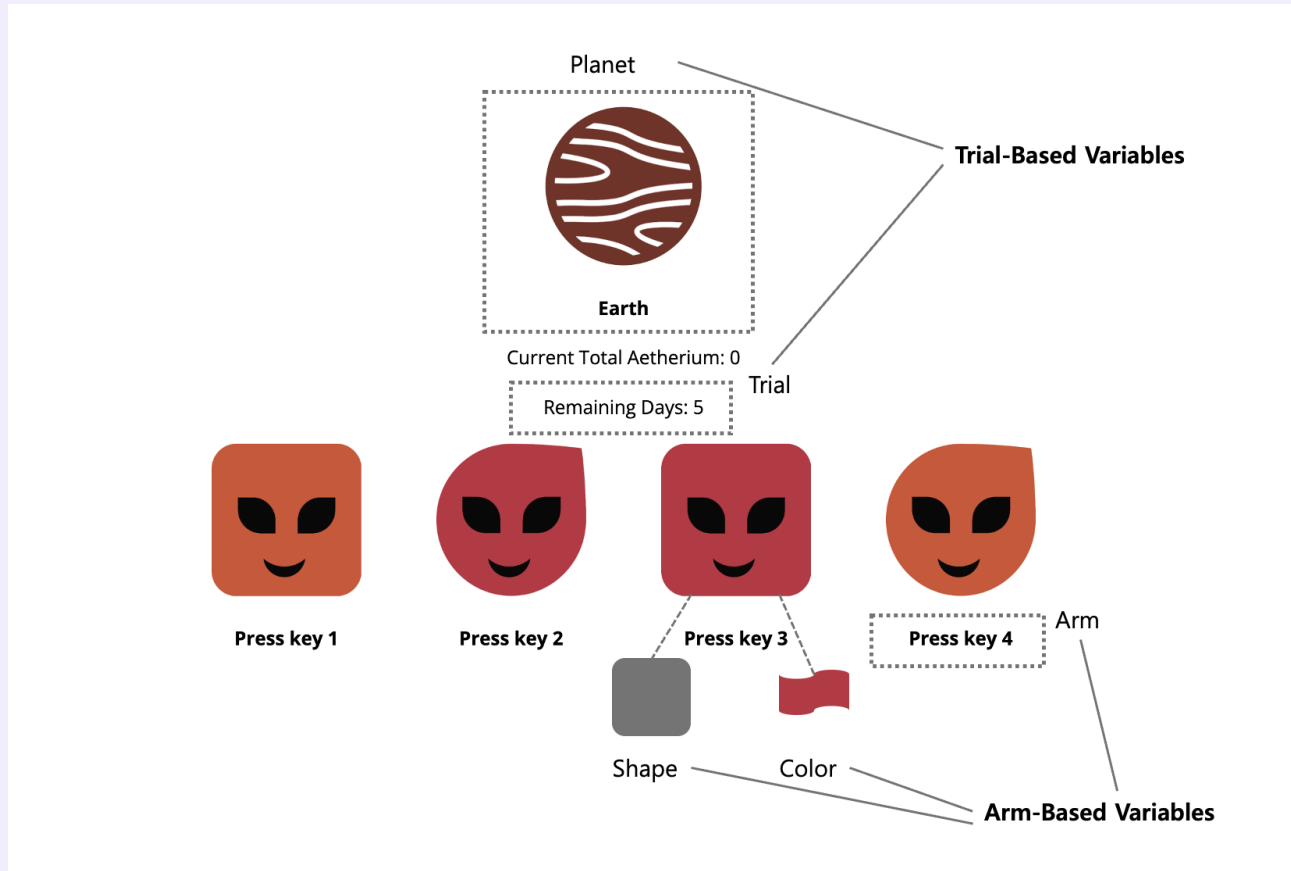 Planet
Trial-Based Variables
Earth
Current Total Aetherium: 0
Trial
Remaining Days: 5
Arm
Press key 1
Press key 2
Press key 3
Press key 4
Shape
Color
Arm-Based Variables